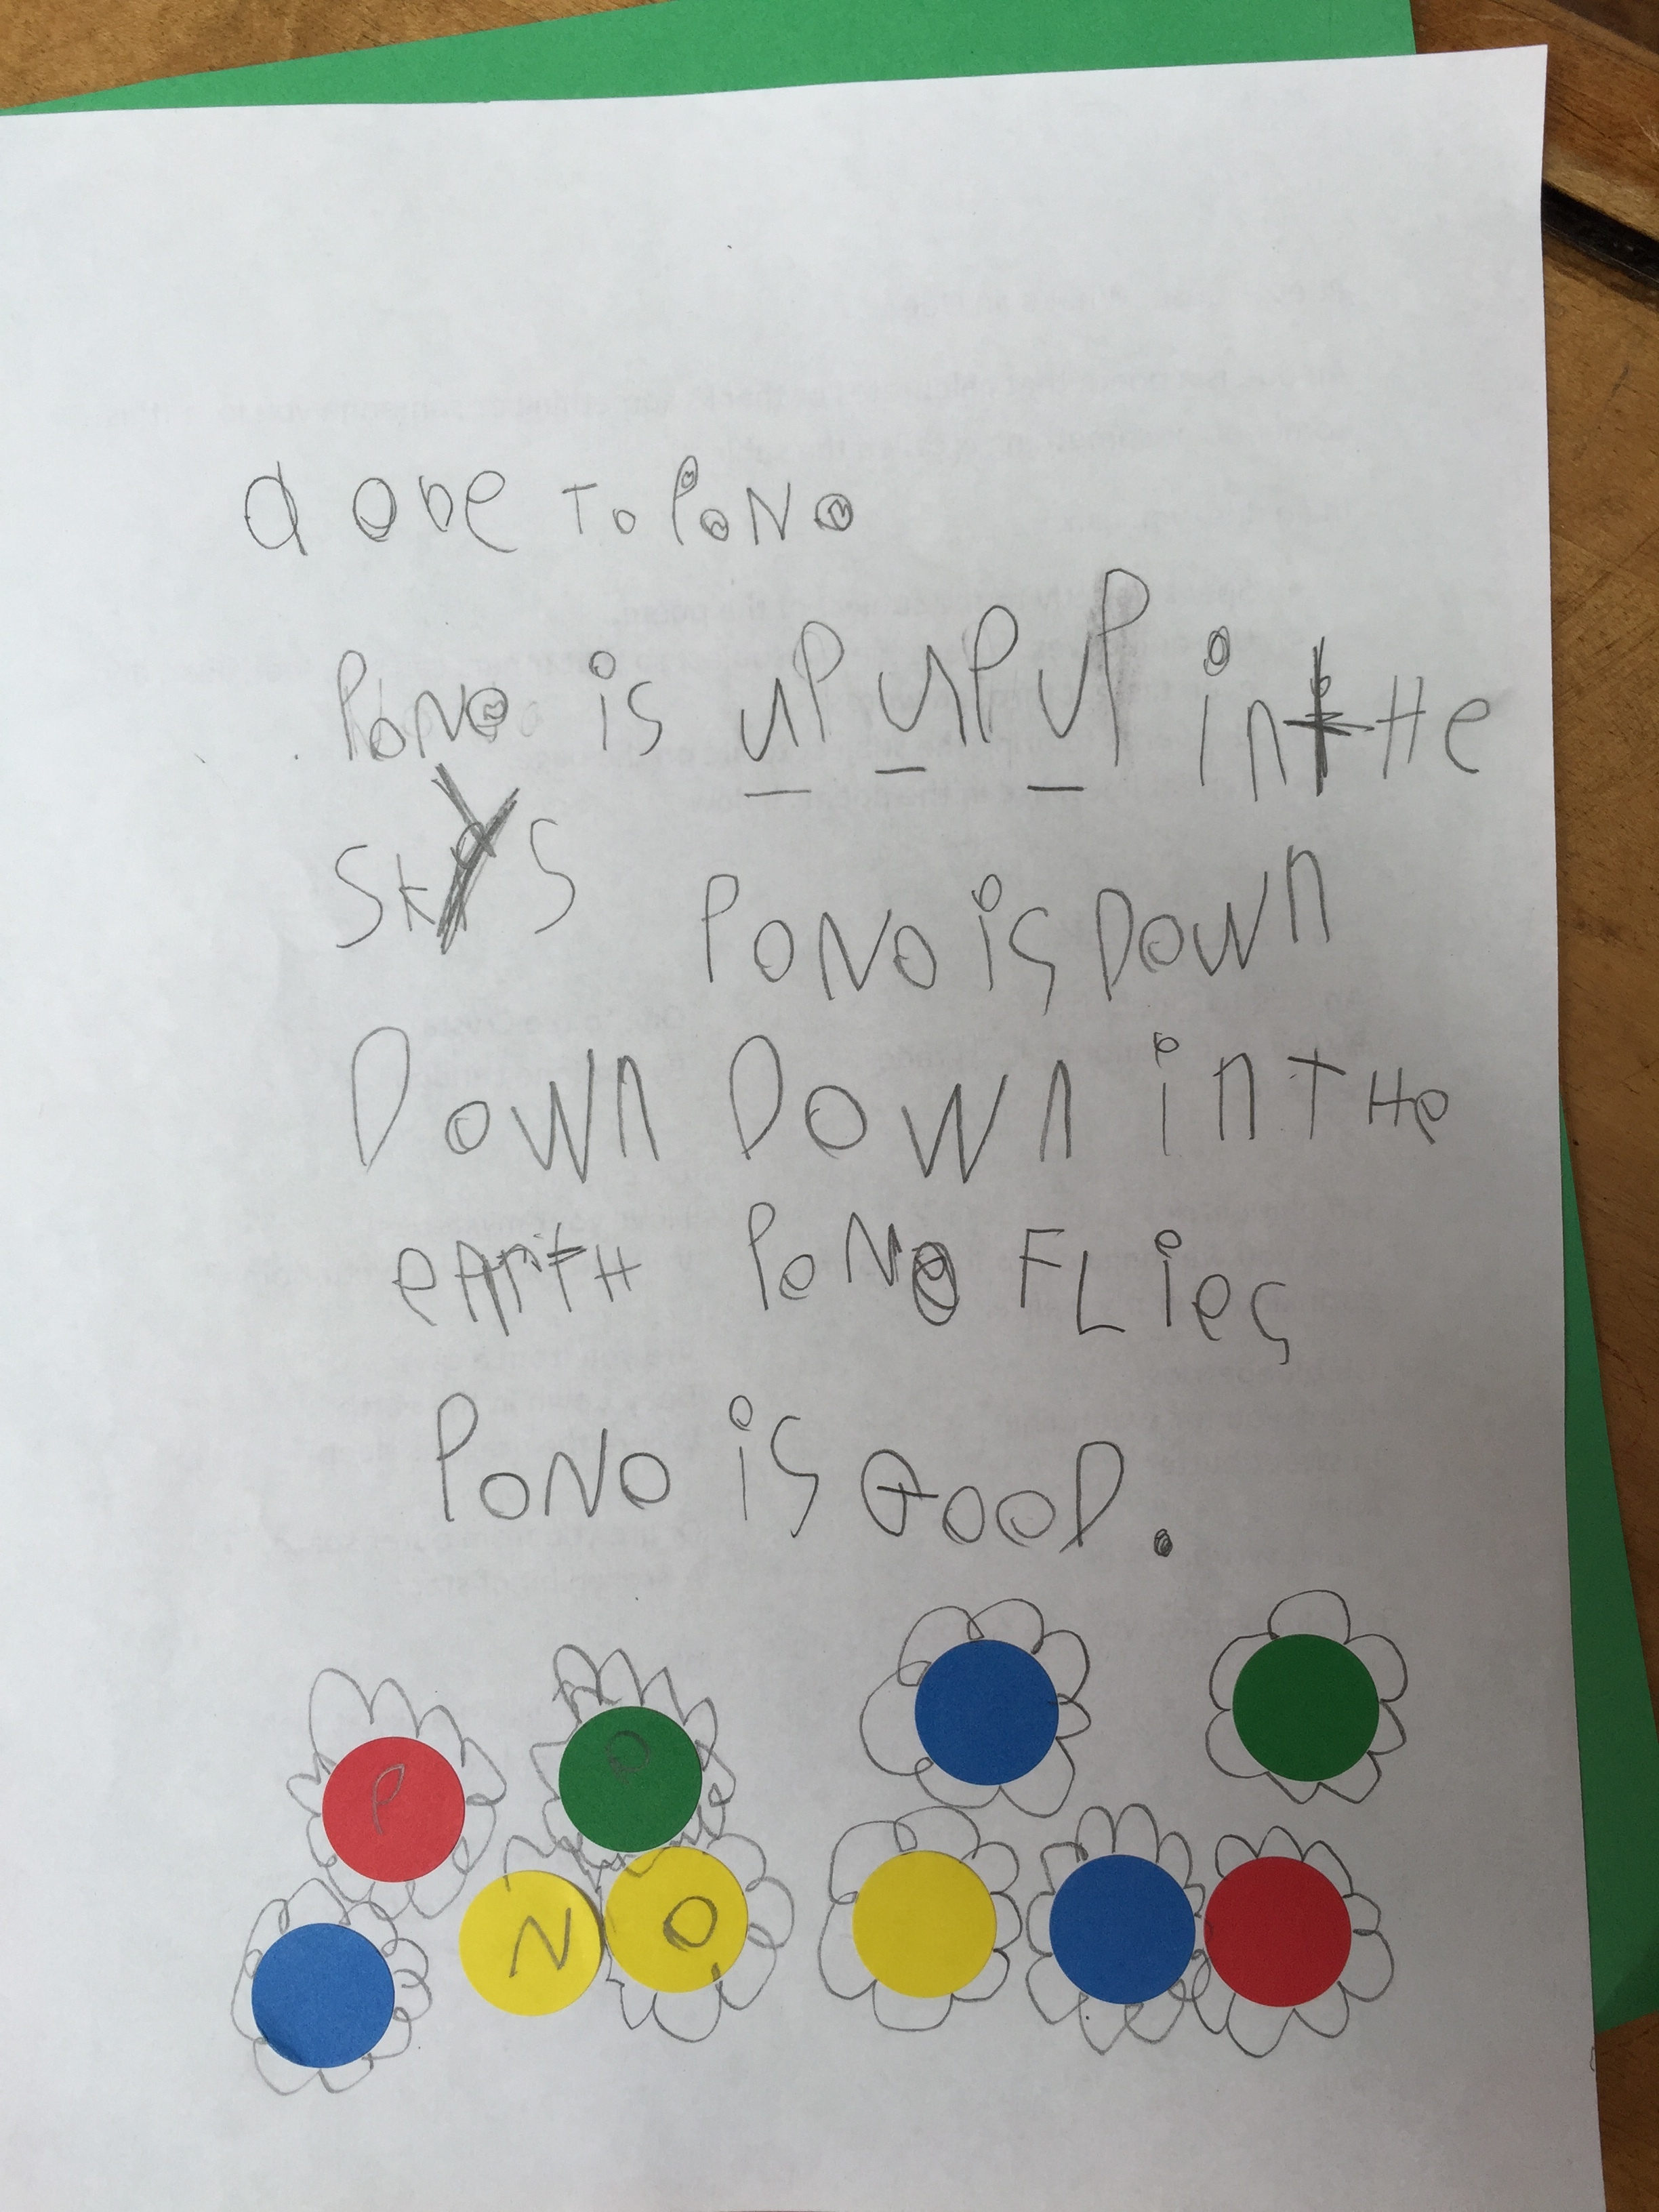 a ODe To PoNo
PoNo is uP uP uP in tHe
SkYS PoNo is Down
Down Down in tHe
eArtH PoNo FLies
PoNo is GooD.
P O
N O